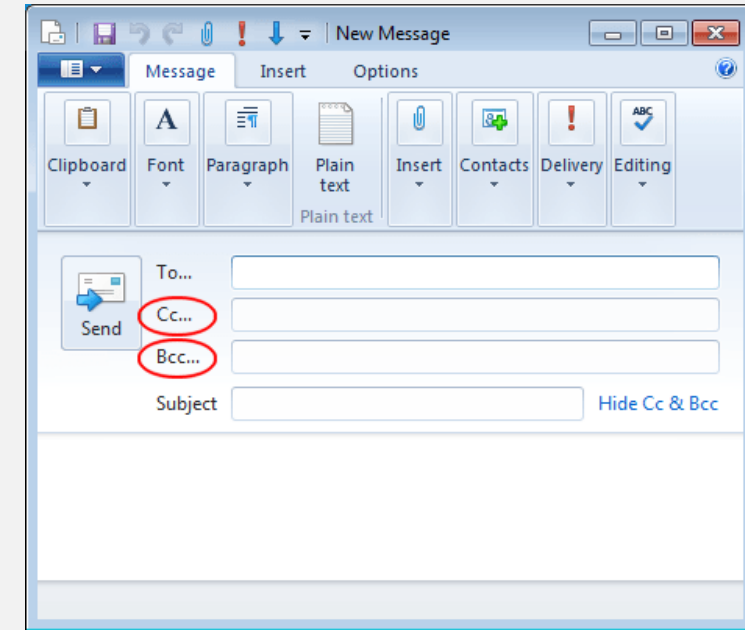 New Message
Message Insert Options
Clipboard Font Paragraph Plain text Insert Contacts Delivery Editing
Plain text
To...
Send Cc...
Bcc...
Subject Hide Cc & Bcc